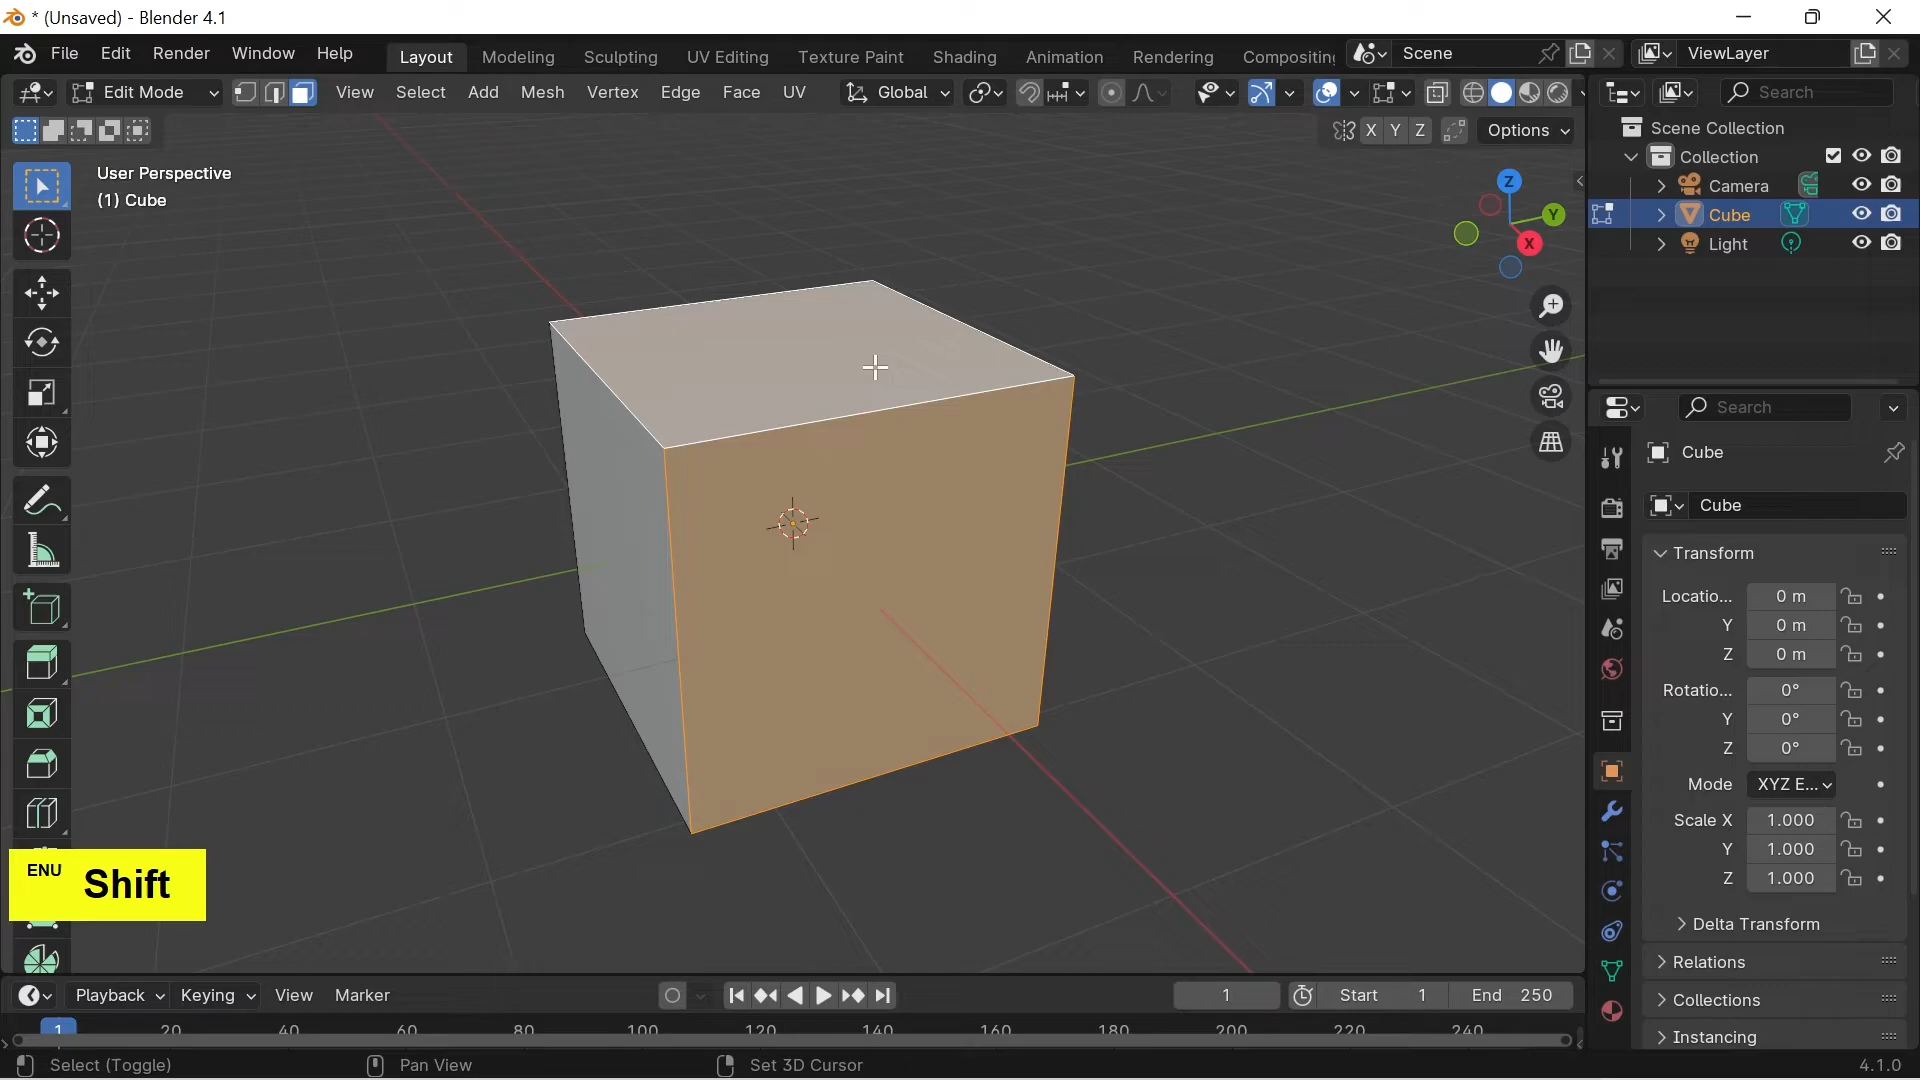 * (Unsaved) - Blender 4.1
File Edit Render Window Help Layout Modeling Sculpting UV Editing Texture Paint Shading Animation Rendering Compositing Scene ViewLayer
Edit Mode View Select Add Mesh Vertex Edge Face UV Global Search
X Y Z Options
User Perspective
(1) Cube
Z
Y
X
Scene Collection
Collection
Camera
Cube
Light
Search
Cube
Cube
Transform
Locatio... 0 m
Y 0 m
Z 0 m
Rotatio... 0°
Y 0°
Z 0°
Mode XYZ E...
Scale X 1.000
Y 1.000
Z 1.000
Delta Transform
Relations
Collections
Instancing
ENU Shift
Playback Keying View Marker 1 Start 1 End 250
1 20 40 60 80 100 120 140 160 180 200 220 240
Select (Toggle) Pan View Set 3D Cursor 4.1.0